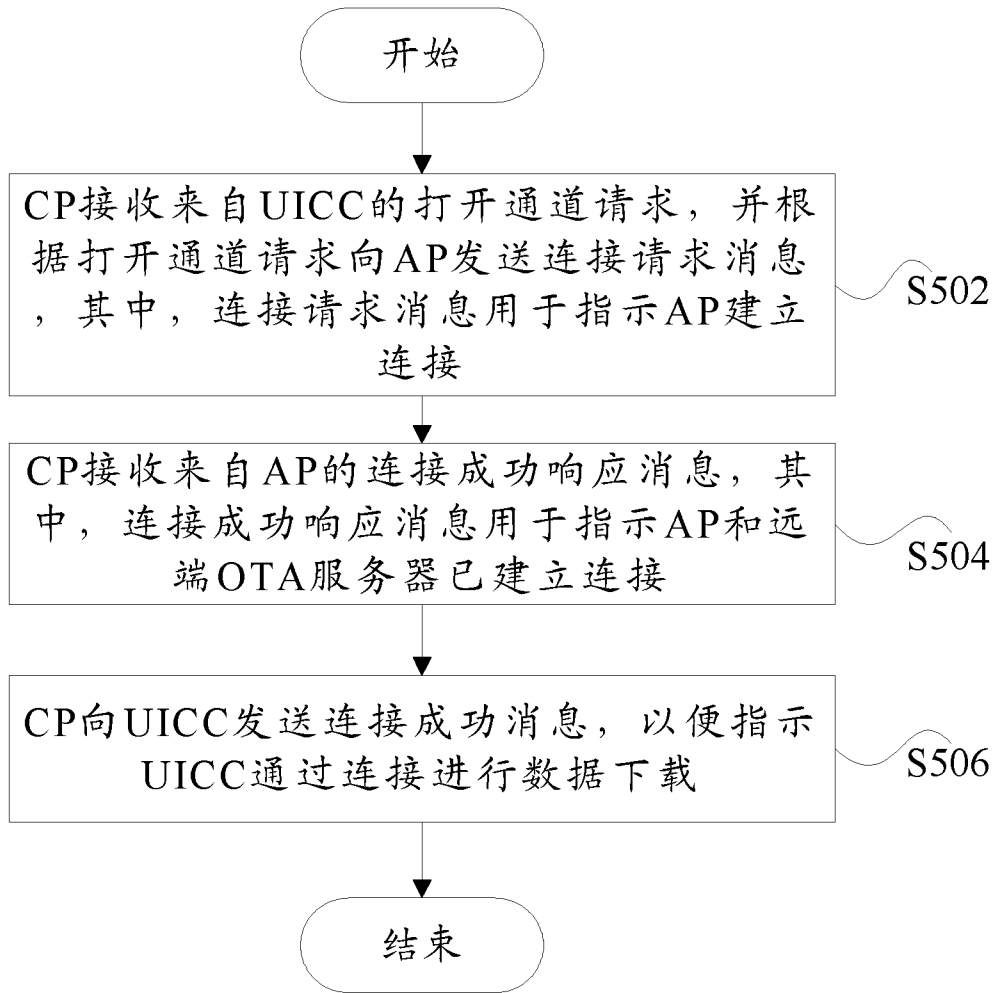 开始
CP接收来自UICC的打开通道请求，并根
据打开通道请求向AP发送连接请求消息
，其中，连接请求消息用于指示AP建立
连接
S502
CP接收来自AP的连接成功响应消息，其
中，连接成功响应消息用于指示AP和远
端OTA服务器已建立连接
S504
CP向UICC发送连接成功消息，以便指示
UICC通过连接进行数据下载
S506
结束